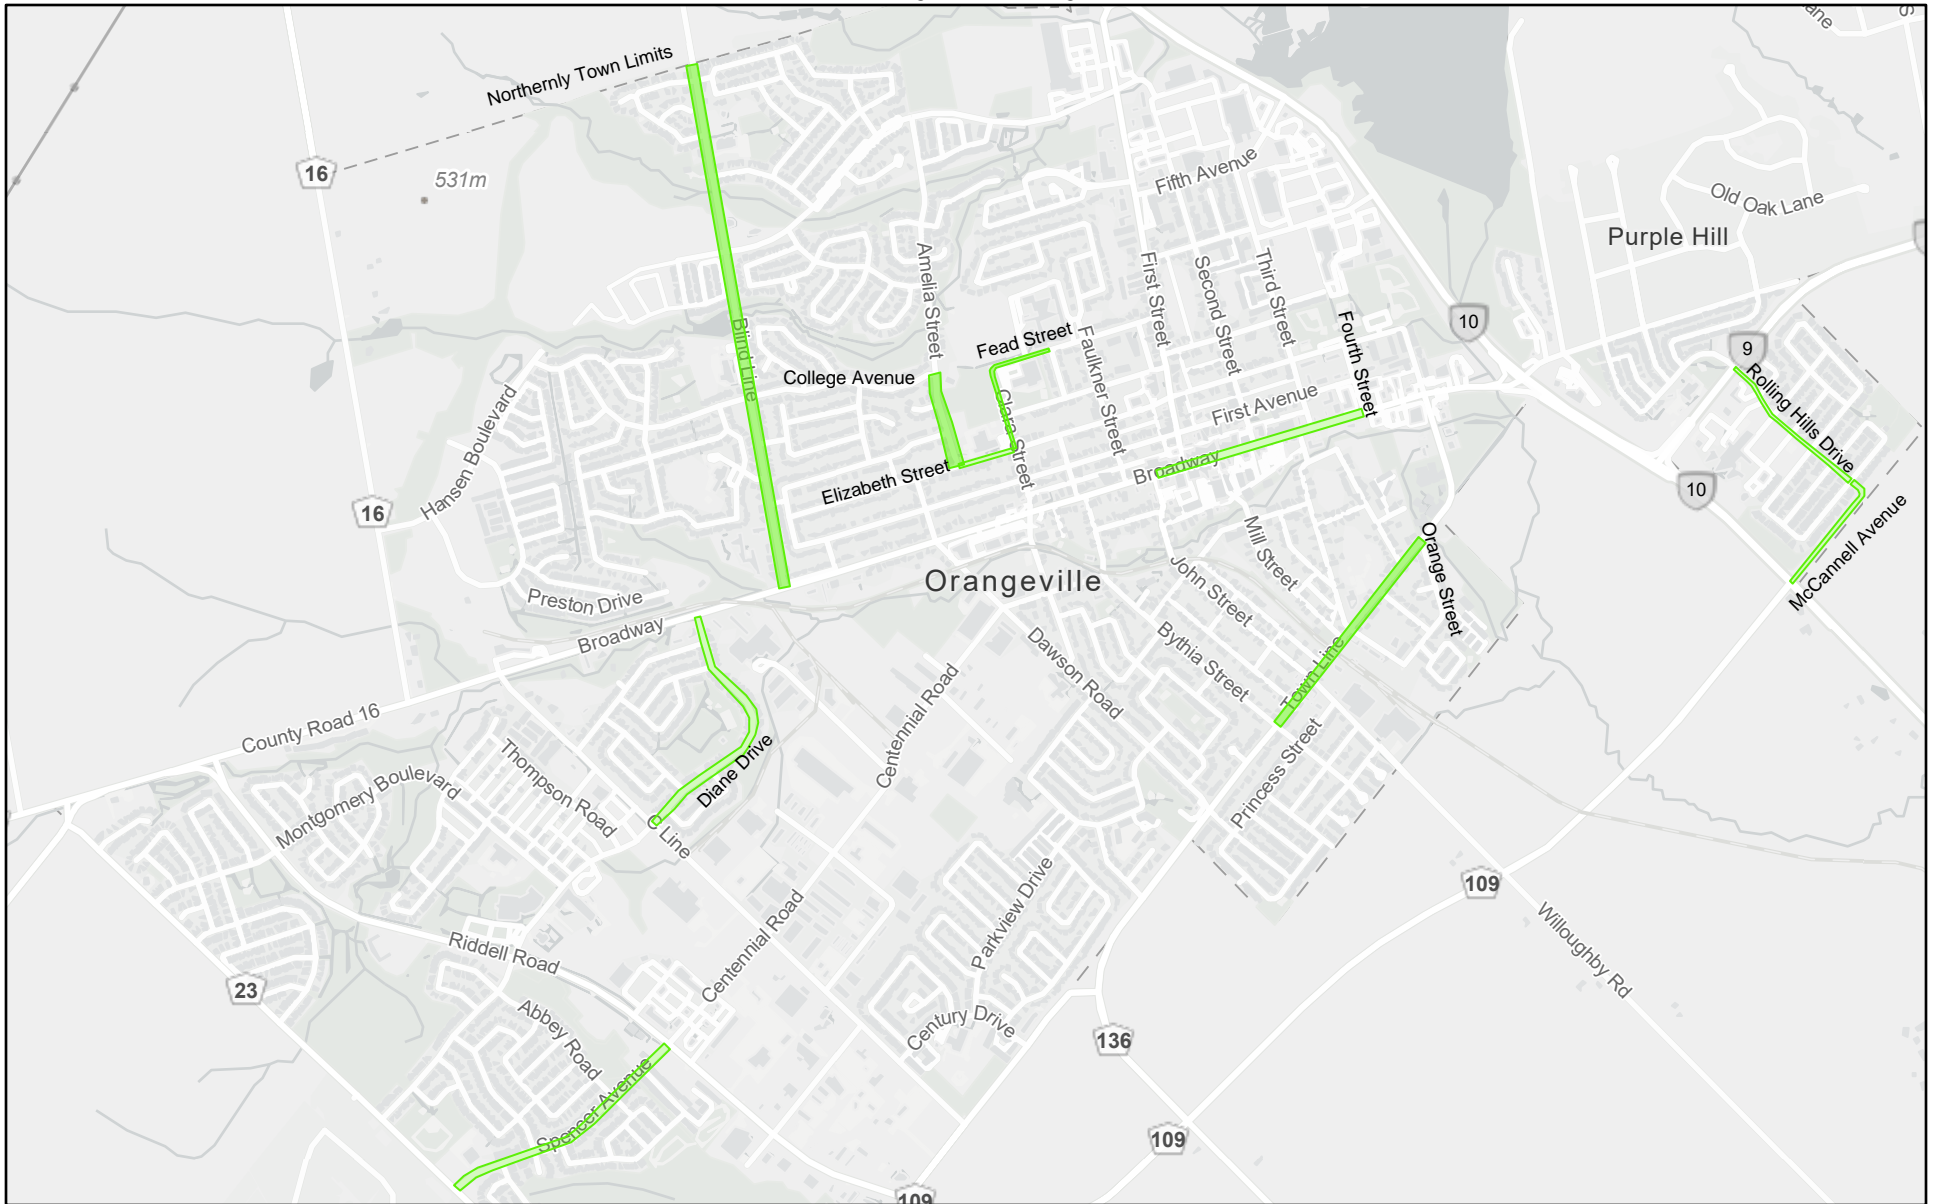 Northernly Town Limits
16
531m
Fifth Avenue
Old Oak Lane
Purple Hill
Amelia Street
First Street
Second Street
Third Street
Fourth Street
10
9
Blind Line
Fead Street
Faulkner Street
College Avenue
Clara Street
First Avenue
Rolling Hills Drive
Hansen Boulevard
Elizabeth Street
Broadway
10
16
McCannell Avenue
Orangeville
Mill Street
John Street
Orange Street
Preston Drive
Broadway
Bythia Street
Dawson Road
Town Line
Centennial Road
County Road 16
Diane Drive
Princess Street
Thompson Road
Montgomery Boulevard
C Line
109
Parkview Drive
Willoughby Rd
Riddell Road
Centennial Road
23
Abbey Road
Century Drive
136
Spencer Avenue
109
109